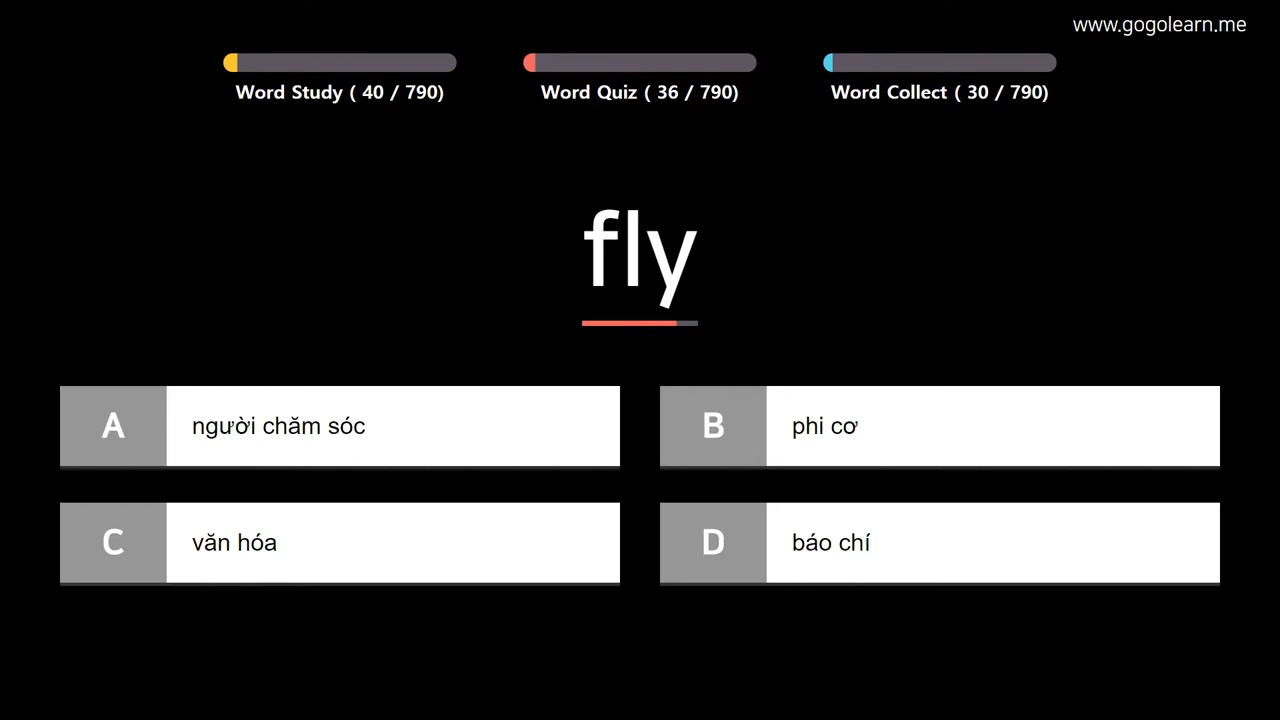 www.gogolearn.me
Word Study ( 40 / 790)
Word Quiz ( 36 / 790)
Word Collect ( 30 / 790)
fly
A
người chăm sóc
B
phi cơ
C
văn hóa
D
báo chí